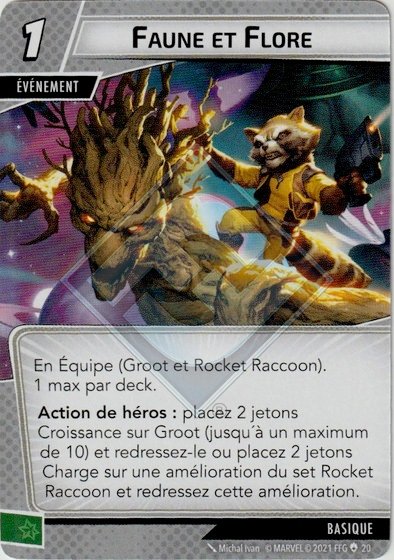 1
FAUNE ET FLORE
ÉVÉNEMENT
En Équipe (Groot et Rocket Raccoon).
1 max par deck.
Action de héros : placez 2 jetons
Croissance sur Groot (jusqu´à un maximum
de 10) et redressez-le ou placez 2 jetons
Charge sur une amélioration du set Rocket
Raccoon et redressez cette amélioration.
BASIQUE
Michal Ivan © MARVEL © 2021 FFG 20